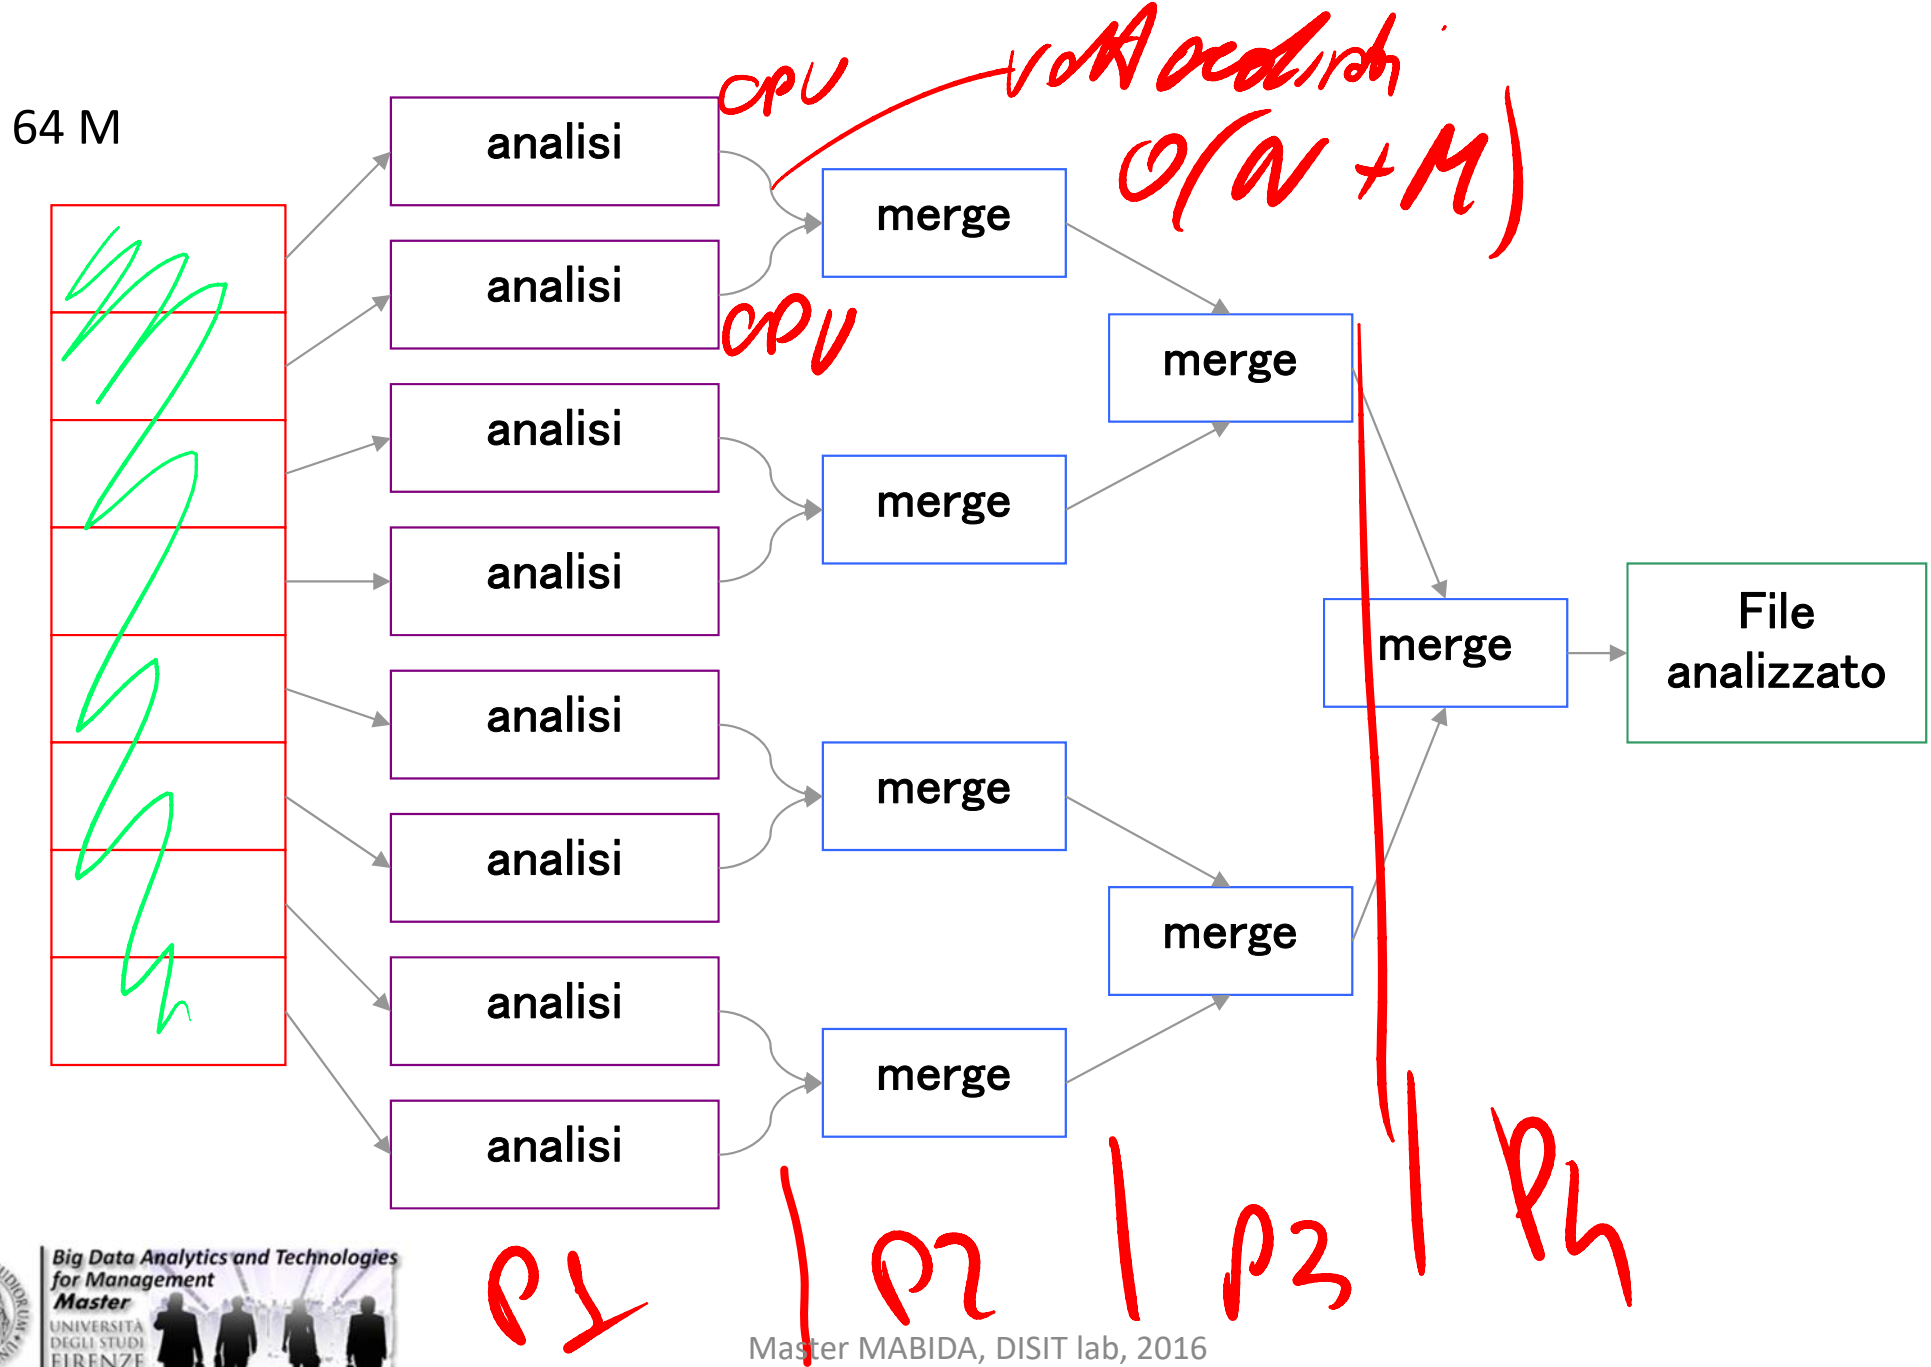 64 M
CPU
O(N + M)
analisi
merge
analisi
CPU
merge
analisi
merge
analisi
File
analizzato
merge
analisi
merge
analisi
merge
analisi
merge
analisi
P1
P2
P3
P4
Big Data Analytics and Technologies
for Management
Master
UNIVERSITÀ
DEGLI STUDI
FIRENZE
Master MABIDA, DISIT lab, 2016